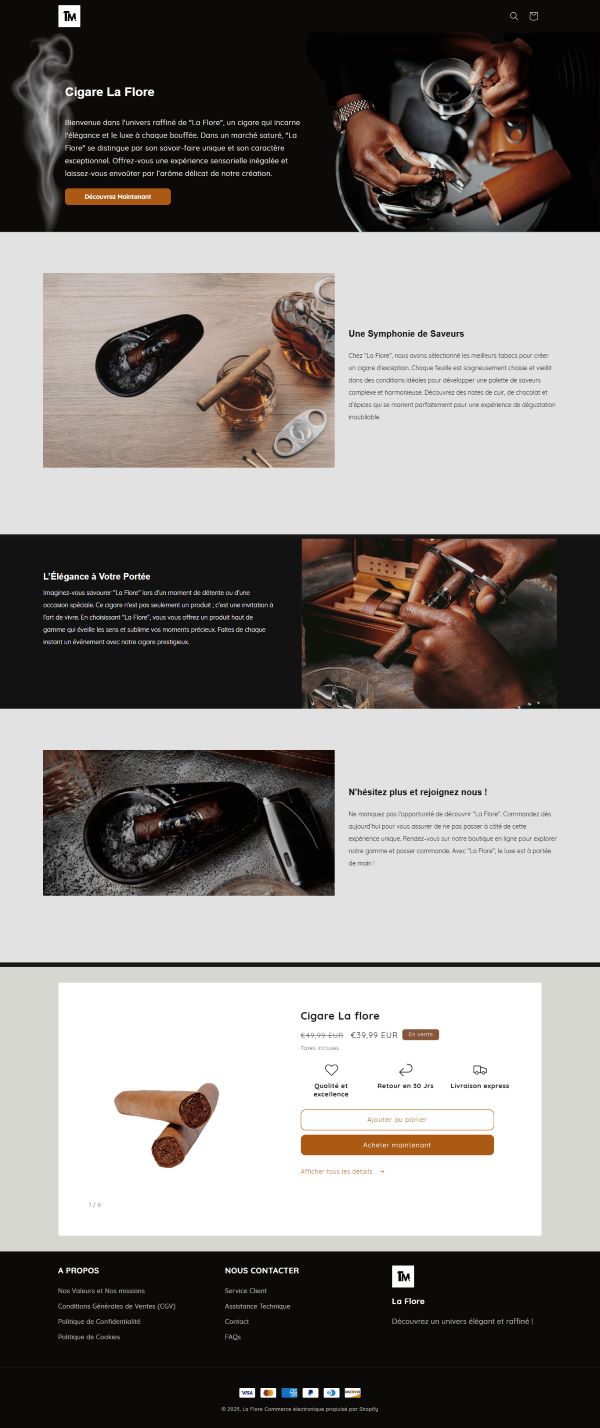 TM
Cigare La Flore
Bienvenue dans l'univers raffiné de "La Flore", un cigare qui incarne
l'élégance et le luxe à chaque bouffée. Dans un marché saturé, "La
Flore" se distingue par son savoir-faire unique et son caractère
exceptionnel. Offrez-vous une expérience sensorielle inégalée et
laissez-vous envoûter par l'arôme délicat de notre création.
Découvrez Maintenant
Une Symphonie de Saveurs
Chez "La Flore", nous avons sélectionné les meilleurs tabacs pour créer
un cigare d'exception. Chaque feuille est soigneusement choisie et vieillit
dans des conditions idéales pour développer une palette de saveurs
complexe et harmonieuse. Découvrez des notes de cuir, de chocolat et
d'épices qui se marient parfaitement pour une expérience de dégustation
inoubliable.
L'Élégance à Votre Portée
Imaginez-vous savourer "La Flore" lors d'un moment de détente ou d'une
occasion spéciale. Ce cigare n'est pas seulement un produit ; c'est une invitation à
l'art de vivre. En choisissant "La Flore", vous vous offrez un produit haut de
gamme qui éveille les sens et sublime vos moments précieux. Faites de chaque
instant un événement avec notre cigare prestigieux.
N'hésitez plus et rejoignez nous !
Ne manquez pas l'opportunité de découvrir "La Flore". Commandez dès
aujourd'hui pour vous assurer de ne pas passer à côté de cette
expérience unique. Rendez-vous sur notre boutique en ligne pour explorer
notre gamme et passer commande. Avec "La Flore", le luxe est à portée
de main !
Cigare La flore
€49,99 EUR €39,99 EUR En vente
Taxes incluses.
Qualité et
excellence
Retour en 30 Jrs
Livraison express
Ajouter au panier
Acheter maintenant
Afficher tous les détails
1 / 6
A PROPOS
Nos Valeurs et Nos missions
Conditions Générales de Ventes (CGV)
Politique de Confidentialité
Politique de Cookies
NOUS CONTACTER
Service Client
Assistance Technique
Contact
FAQs
TM
La Flore
Découvrez un univers élégant et raffiné !
VISA
DISCOVER
© 2025, La Flore Commerce électronique propulsé par Shopify